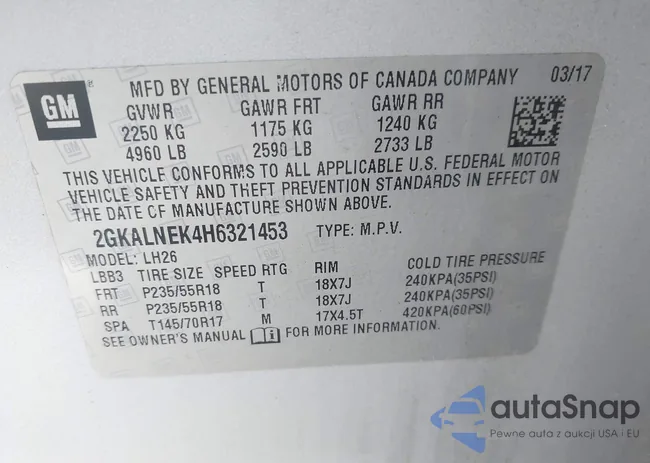 GM
MFD BY GENERAL MOTORS OF CANADA COMPANY 03/17
GVWR GAWR FRT GAWR RR
2250 KG 1175 KG 1240 KG
4960 LB 2590 LB 2733 LB
THIS VEHICLE CONFORMS TO ALL APPLICABLE U.S. FEDERAL MOTOR
VEHICLE SAFETY AND THEFT PREVENTION STANDARDS IN EFFECT ON
THE DATE OF MANUFACTURE SHOWN ABOVE.
2GKALNEK4H6321453 TYPE: M.P.V.
MODEL: LH26
LBB3 TIRE SIZE SPEED RTG RIM COLD TIRE PRESSURE
FRT P235/55R18 T 18X7J 240KPA(35PSI)
RR P235/55R18 T 18X7J 240KPA(35PSI)
SPA T145/70R17 M 17X4.5T 420KPA(60PSI)
SEE OWNER'S MANUAL i FOR MORE INFORMATION.
autoSnap
Pewne auta z aukcji USA i EU